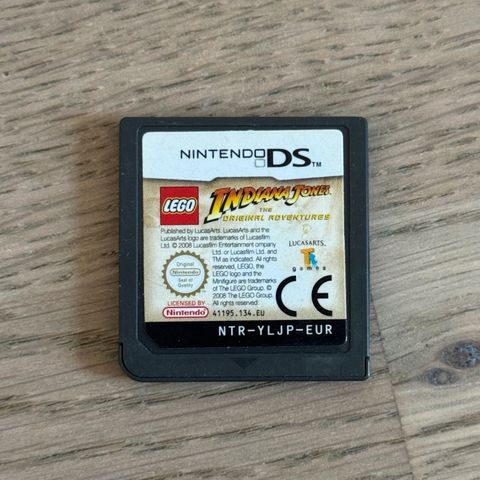 NINTENDO DS™
LEGO
INDIANA JONES
THE
ORIGINAL ADVENTURES
Published by LucasArts. LucasArts and the
LucasArts logo are trademarks of Lucasfilm
Ltd. © 2008 Lucasfilm Entertainment company
Ltd. or Lucasfilm Ltd. and
TM as indicated. All rights
reserved, LEGO, the
LEGO logo and the
Minifigure are trademarks
of The LEGO Group. ©
2008 The LEGO Group.
All rights reserved.
LUCASARTS.
TT
games
Original
Nintendo
Seal of
Quality
LICENSED BY
Nintendo
41195.134.EU
CE
NTR-YLJP-EUR